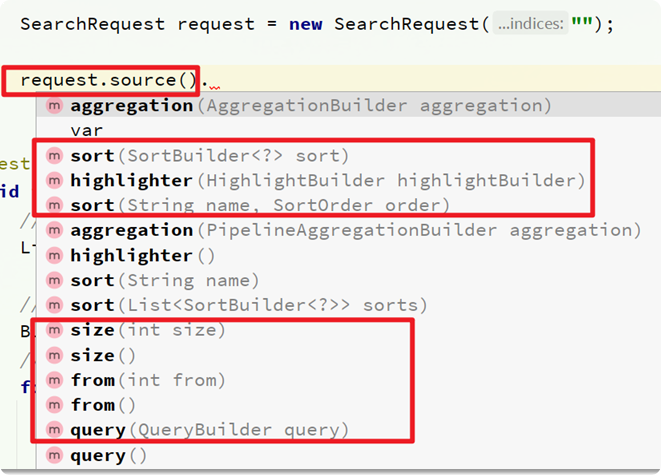 SearchRequest request = new SearchRequest( ...indices: "");
request.source().
m aggregation(AggregationBuilder aggregation)
var
m sort(SortBuilder<?> sort)
est
m highlighter(HighlightBuilder highlightBuilder)
id
m sort(String name, SortOrder order)
//
m aggregation(PipelineAggregationBuilder aggregation)
L
m highlighter()
m sort(String name)
//
m sort(List<SortBuilder<?>> sorts)
B
m size(int size)
//
m size()
f
m from(int from)
m from()
m query(QueryBuilder query)
m query()